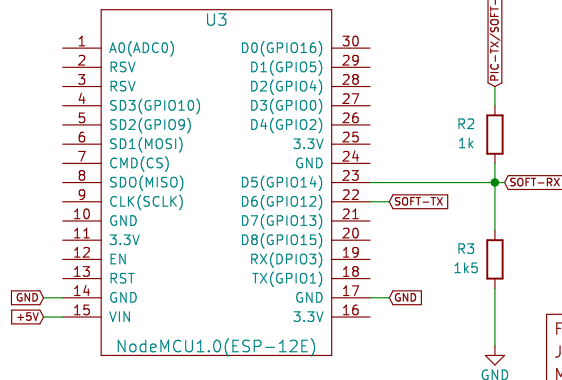 U3
1 A0(ADC0) D0(GPIO16) 30
2 RSV D1(GPIO5) 29
3 RSV D2(GPIO4) 28
4 SD3(GPIO10) D3(GPIO0) 27
5 SD2(GPIO9) D4(GPIO2) 26
6 SD1(MOSI) 3.3V 25
7 CMD(CS) GND 24
8 SDO(MISO) D5(GPIO14) 23
9 CLK(SCLK) D6(GPIO12) 22 SOFT-TX
10 GND D7(GPIO13) 21
11 3.3V D8(GPIO15) 20
12 EN RX(DPIO3) 19
13 RST TX(GPIO1) 18
GND 14 GND GND 17 GND
+5V 15 VIN 3.3V 16
NodeMCU1.0(ESP-12E)
PIC-TX/SOFT-
R2
1k
SOFT-RX
R3
1k5
GND
F
J
M